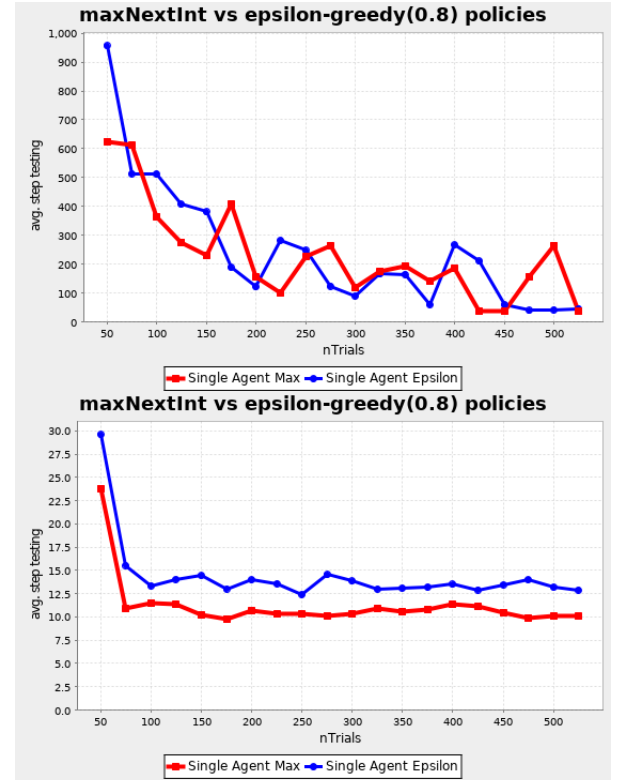 maxNextInt vs epsilon-greedy(0.8) policies
1,000
900
800
700
600
500
400
300
200
100
0
avg. step testing
50 100 150 200 250 300 350 400 450 500
nTrials
Single Agent Max Single Agent Epsilon
maxNextInt vs epsilon-greedy(0.8) policies
30.0
27.5
25.0
22.5
20.0
17.5
15.0
12.5
10.0
7.5
5.0
2.5
0.0
avg. step testing
50 100 150 200 250 300 350 400 450 500
nTrials
Single Agent Max Single Agent Epsilon